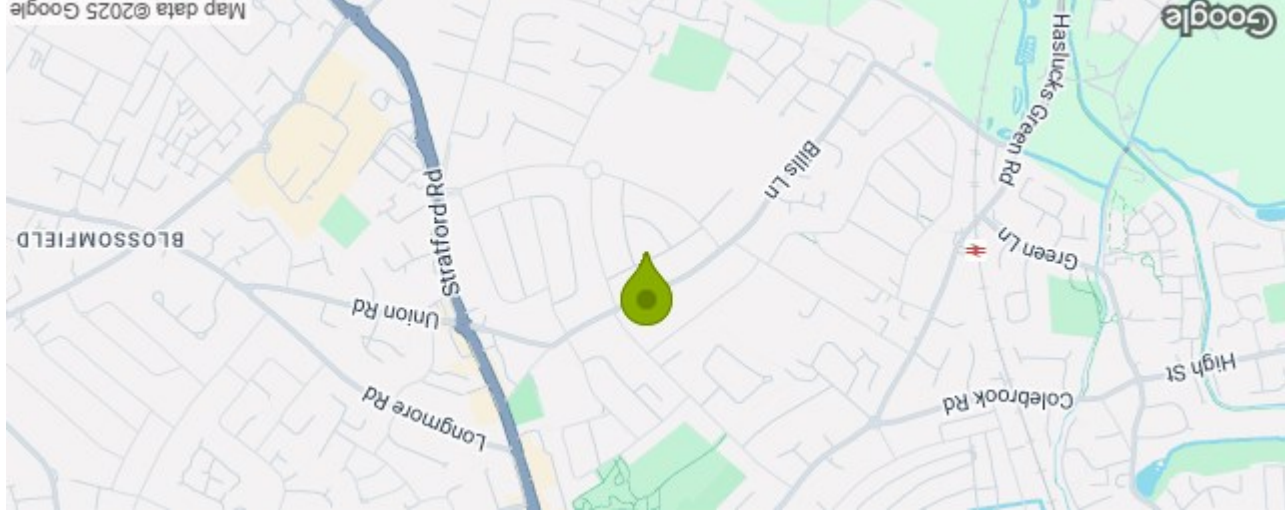 High St
Colebrook Rd
Longmore Rd
Green Ln
Union Rd
Stratford Rd
BLOSSOMFIELD
Bills Ln
Haslucks Green Rd
Google
Map data ©2025 Google